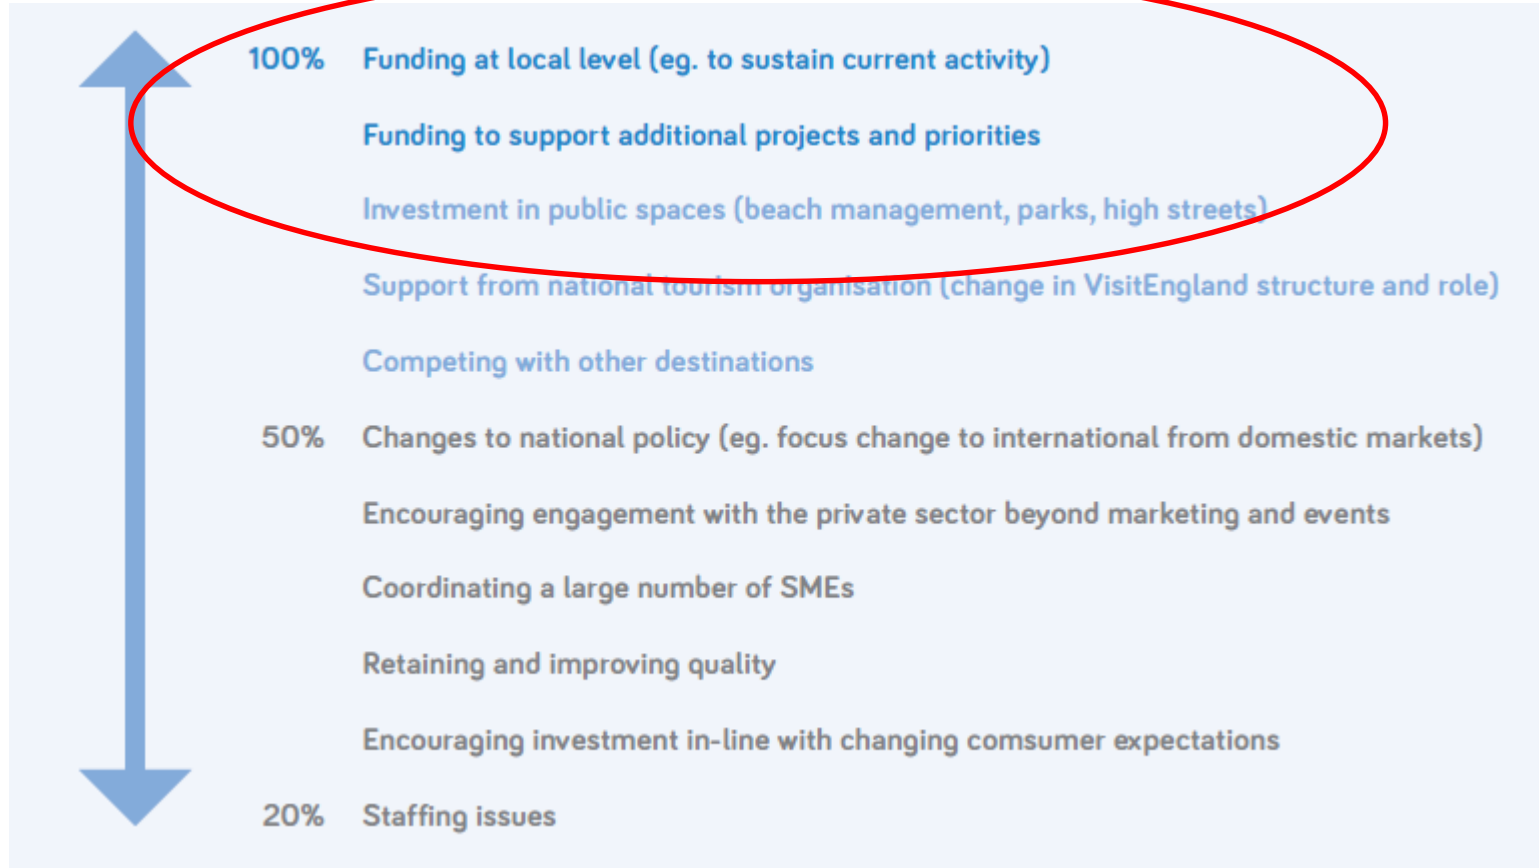 100% Funding at local level (eg. to sustain current activity)
Funding to support additional projects and priorities
Investment in public spaces (beach management, parks, high streets)
Support from national tourism organisation (change in VisitEngland structure and role)
Competing with other destinations
50% Changes to national policy (eg. focus change to international from domestic markets)
Encouraging engagement with the private sector beyond marketing and events
Coordinating a large number of SMEs
Retaining and improving quality
Encouraging investment in-line with changing comsumer expectations
20% Staffing issues